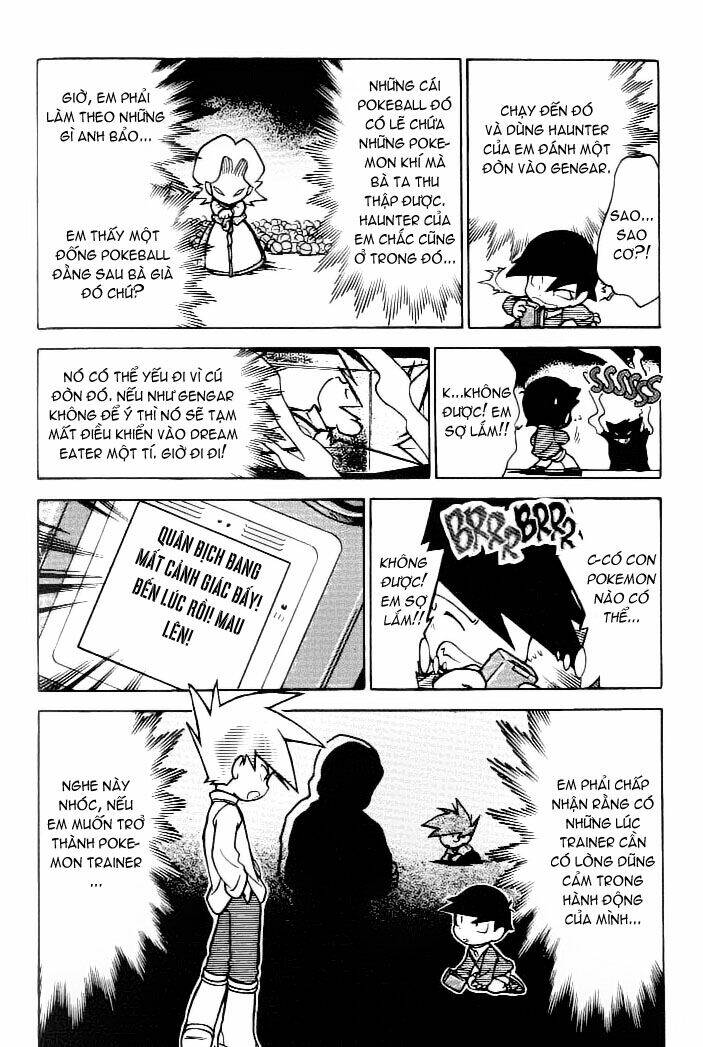 GIỜ, EM PHẢI
LÀM THEO NHỮNG
GÌ ANH BẢO...
EM THẤY MỘT
ĐỐNG POKEBALL
ĐẰNG SAU BÀ GIÀ
ĐÓ CHỨ?
NHỮNG CÁI
POKEBALL ĐÓ
CÓ LẼ CHỨA
NHỮNG POKE-
MON KHÍ MÀ
BÀ TA THU
THẬP ĐƯỢC.
HAUNTER CỦA
EM CHẮC CŨNG
Ở TRONG ĐÓ...
CHẠY ĐẾN ĐÓ
VÀ DÙNG HAUNTER
CỦA EM ĐÁNH MỘT
ĐÒN VÀO GENGAR.
SAO...
SAO
CƠ?!
NÓ CÓ THỂ YẾU ĐI VÌ CÚ
ĐÒN ĐÓ. NẾU NHƯ GENGAR
KHÔNG ĐỂ Ý THÌ NÓ SẼ TẠM
MẤT ĐIỀU KHIỂN VÀO DREAM
EATER MỘT TÍ. GIỜ ĐI ĐI!
K...KHÔNG
ĐƯỢC! EM
SỢ LẮM!!
SSSSSS
QUÂN ĐỊCH ĐANG
MẤT CẢNH GIÁC ĐẤY!
ĐẾN LÚC RỒI! MAU
LÊN!
BRRR BRRR
KHÔNG
ĐƯỢC!
EM SỢ
LẮM!!
C-CÓ CON
POKEMON
NÀO CÓ
THỂ...
NGHE NÀY
NHÓC, NẾU
EM MUỐN TRỞ
THÀNH POKE-
MON TRAINER
...
EM PHẢI CHẤP
NHẬN RẰNG CÓ
NHỮNG LÚC
TRAINER CẦN
CÓ LÒNG DŨNG
CẢM TRONG
HÀNH ĐỘNG
CỦA MÌNH...